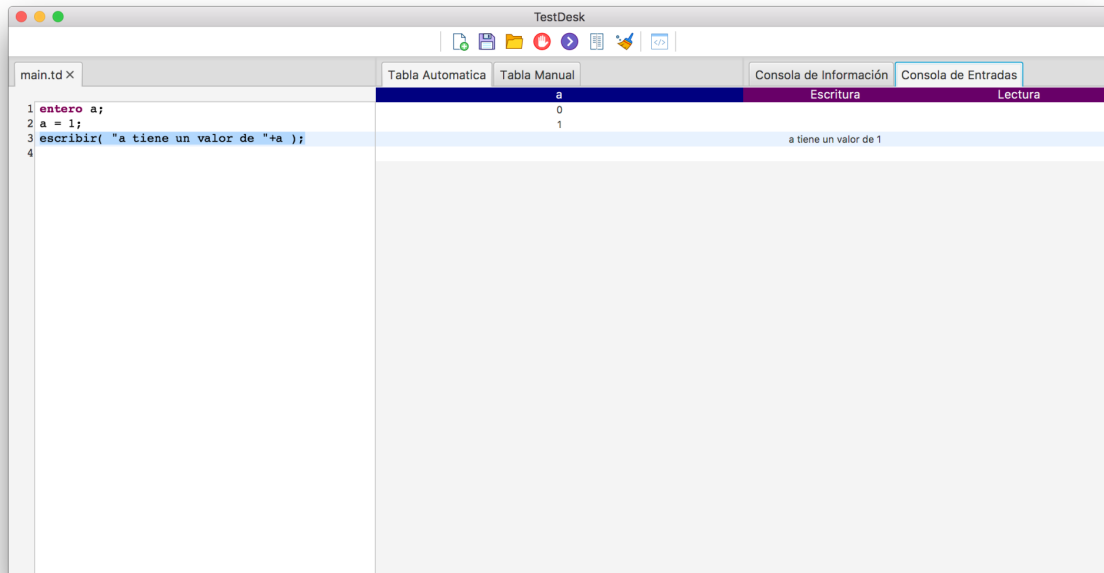 TestDesk
main.td ×
Tabla Automatica Tabla Manual
Consola de Información Consola de Entradas
a
Escritura Lectura
1 entero a;
2 a = 1;
3 escribir( "a tiene un valor de "+a );
4
0
1
a tiene un valor de 1